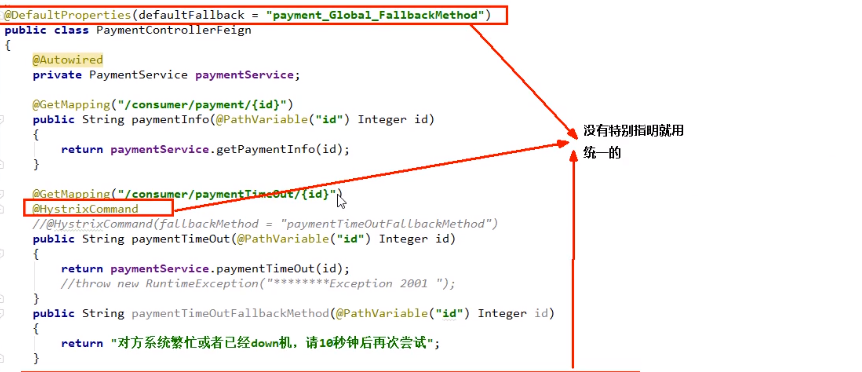 @DefaultProperties(defaultFallback = "payment_Global_FallbackMethod")
public class PaymentControllerFeign
{
@Autowired
private PaymentService paymentService;
@GetMapping("/consumer/payment/{id}")
public String paymentInfo(@PathVariable("id") Integer id)
{
return paymentService.getPaymentInfo(id);
}
@GetMapping("/consumer/paymentTimeOut/{id}")
@HystrixCommand
//@HystrixCommand(fallbackMethod = "paymentTimeOutFallbackMethod")
public String paymentTimeOut(@PathVariable("id") Integer id)
{
return paymentService.paymentTimeOut(id);
//throw new RuntimeException("********Exception 2001 ");
}
public String paymentTimeOutFallbackMethod(@PathVariable("id") Integer id)
{
return "对方系统繁忙或者已经down机，请10秒钟后再次尝试";
}
没有特别指明就用
统一的